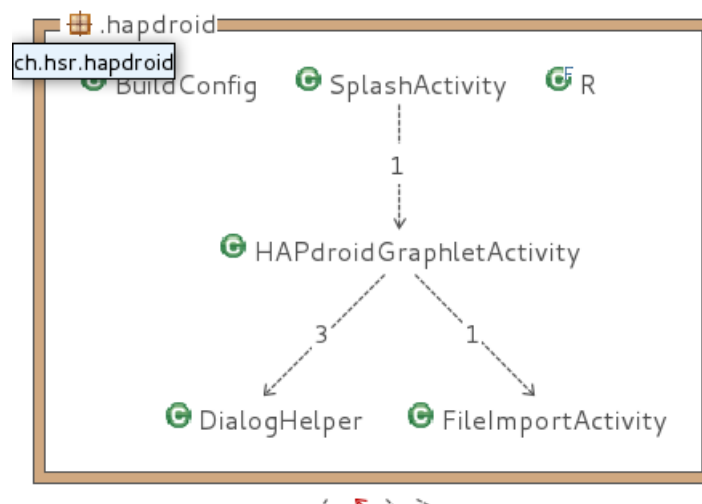 .hapdroid
ch.hsr.hapdroid
BuildConfig SplashActivity R
1
HAPdroidGraphletActivity
3 1
DialogHelper FileImportActivity